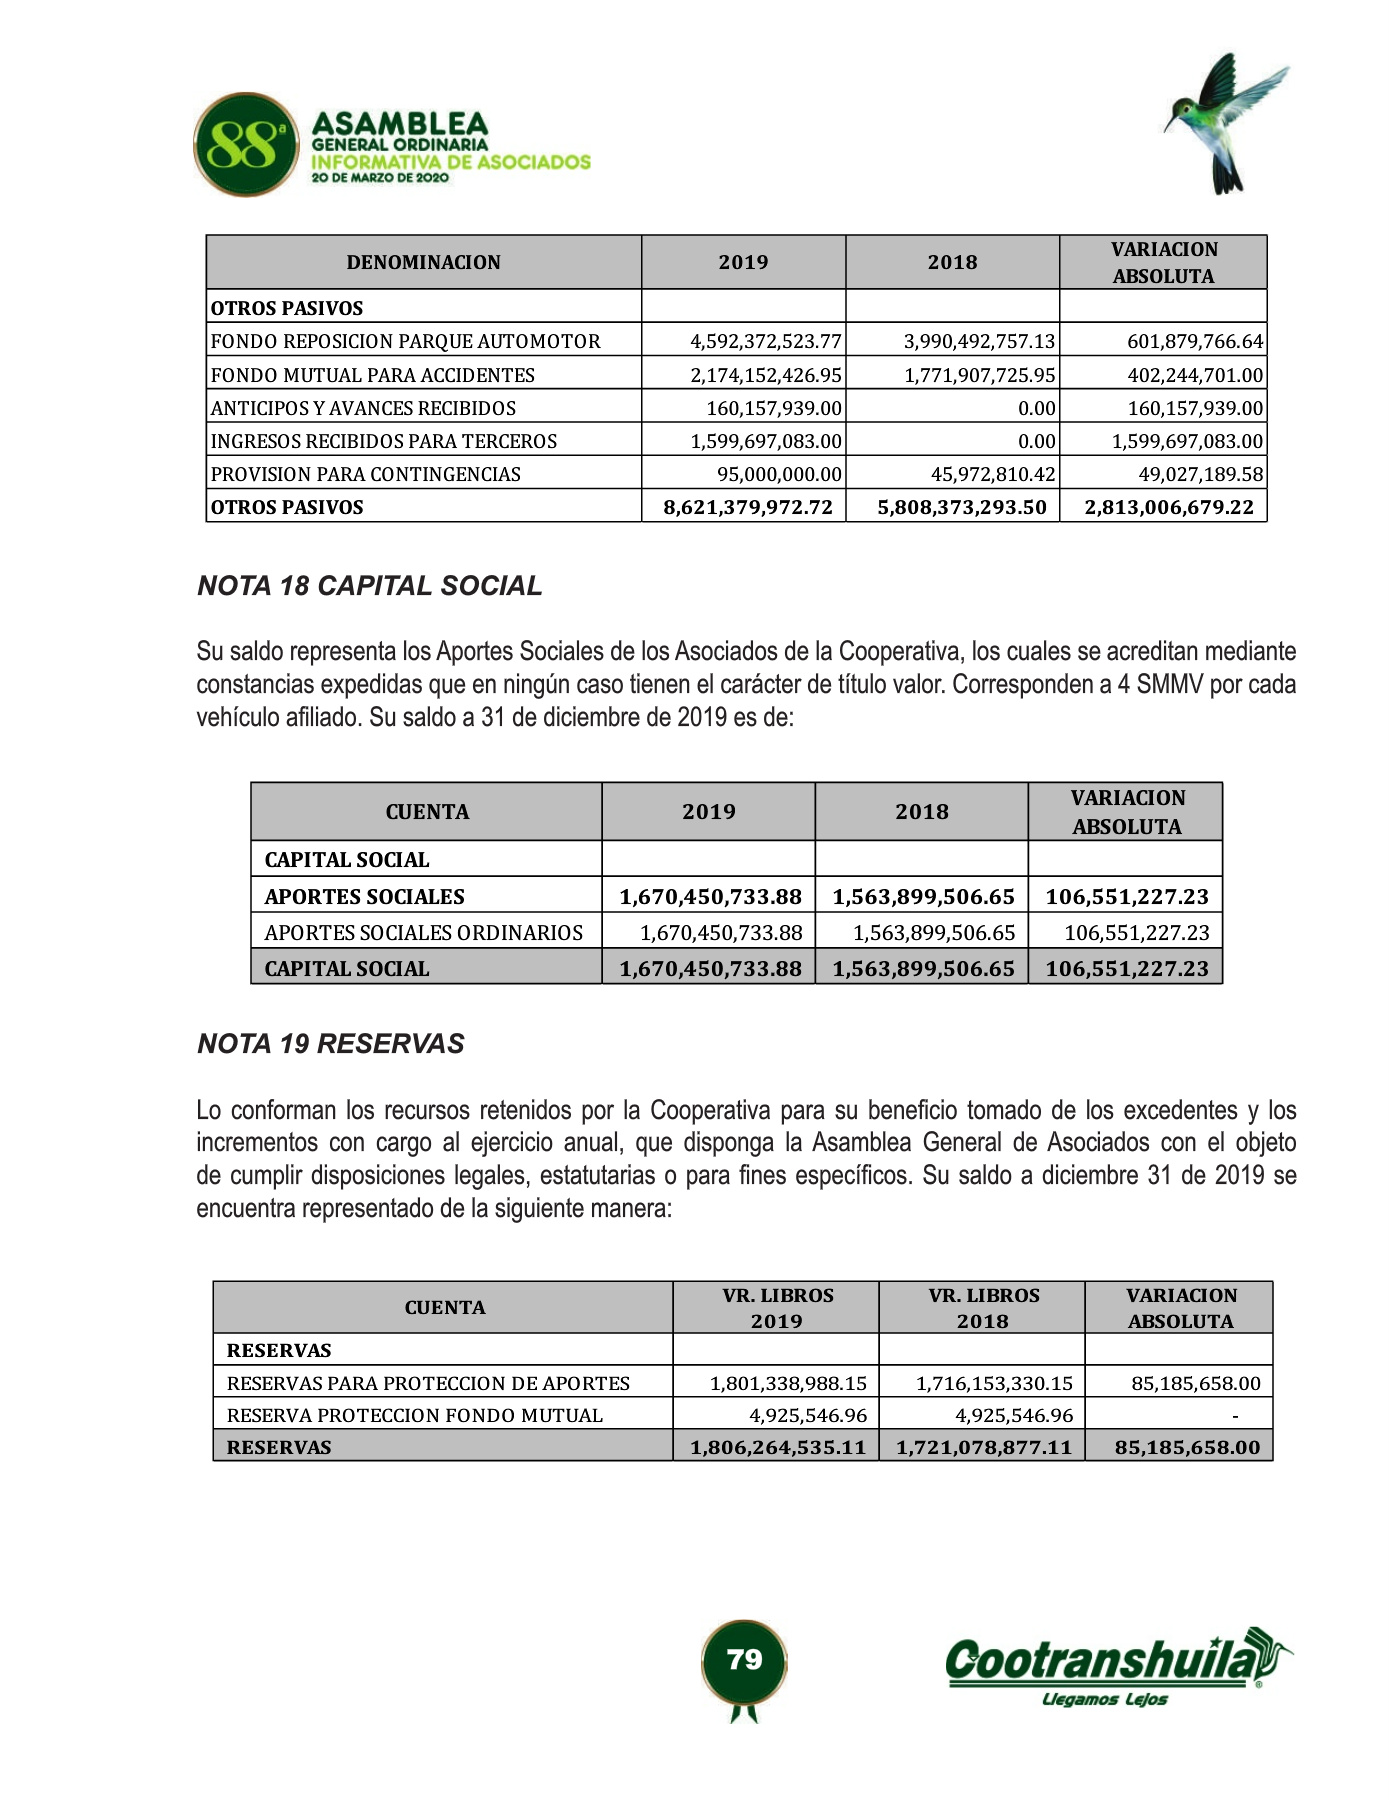 88ª
ASAMBLEA
GENERAL ORDINARIA
INFORMATIVA DE ASOCIADOS
20 DE MARZO DE 2020
DENOMINACION 2019 2018 VARIACION ABSOLUTA
OTROS PASIVOS
FONDO REPOSICION PARQUE AUTOMOTOR 4,592,372,523.77 3,990,492,757.13 601,879,766.64
FONDO MUTUAL PARA ACCIDENTES 2,174,152,426.95 1,771,907,725.95 402,244,701.00
ANTICIPOS Y AVANCES RECIBIDOS 160,157,939.00 0.00 160,157,939.00
INGRESOS RECIBIDOS PARA TERCEROS 1,599,697,083.00 0.00 1,599,697,083.00
PROVISION PARA CONTINGENCIAS 95,000,000.00 45,972,810.42 49,027,189.58
OTROS PASIVOS 8,621,379,972.72 5,808,373,293.50 2,813,006,679.22
NOTA 18 CAPITAL SOCIAL
Su saldo representa los Aportes Sociales de los Asociados de la Cooperativa, los cuales se acreditan mediante
constancias expedidas que en ningún caso tienen el carácter de título valor. Corresponden a 4 SMMV por cada
vehículo afiliado. Su saldo a 31 de diciembre de 2019 es de:
CUENTA 2019 2018 VARIACION ABSOLUTA
CAPITAL SOCIAL
APORTES SOCIALES 1,670,450,733.88 1,563,899,506.65 106,551,227.23
APORTES SOCIALES ORDINARIOS 1,670,450,733.88 1,563,899,506.65 106,551,227.23
CAPITAL SOCIAL 1,670,450,733.88 1,563,899,506.65 106,551,227.23
NOTA 19 RESERVAS
Lo conforman los recursos retenidos por la Cooperativa para su beneficio tomado de los excedentes y los
incrementos con cargo al ejercicio anual, que disponga la Asamblea General de Asociados con el objeto
de cumplir disposiciones legales, estatutarias o para fines específicos. Su saldo a diciembre 31 de 2019 se
encuentra representado de la siguiente manera:
CUENTA VR. LIBROS 2019 VR. LIBROS 2018 VARIACION ABSOLUTA
RESERVAS
RESERVAS PARA PROTECCION DE APORTES 1,801,338,988.15 1,716,153,330.15 85,185,658.00
RESERVA PROTECCION FONDO MUTUAL 4,925,546.96 4,925,546.96 -
RESERVAS 1,806,264,535.11 1,721,078,877.11 85,185,658.00
79
Cootranshuila ®
Llegamos Lejos